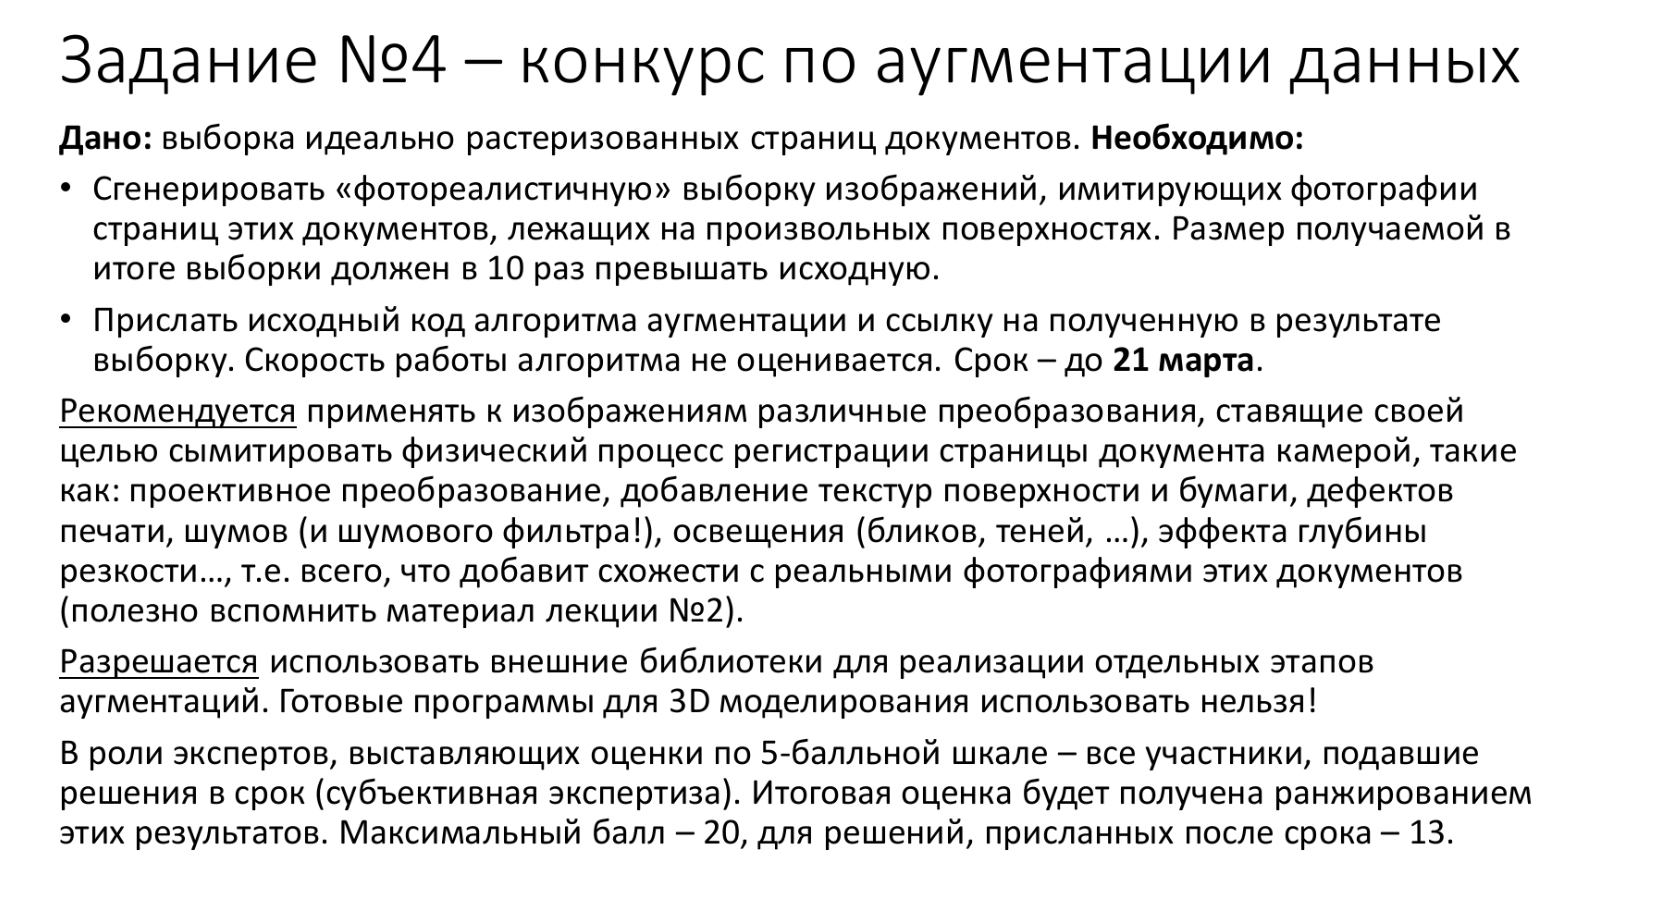 Задание №4 – конкурс по аугментации данных
Дано: выборка идеально растеризованных страниц документов. Необходимо:
• Сгенерировать «фотореалистичную» выборку изображений, имитирующих фотографии
страниц этих документов, лежащих на произвольных поверхностях. Размер получаемой в
итоге выборки должен в 10 раз превышать исходную.
• Прислать исходный код алгоритма аугментации и ссылку на полученную в результате
выборку. Скорость работы алгоритма не оценивается. Срок – до 21 марта.
Рекомендуется применять к изображениям различные преобразования, ставящие своей
целью сымитировать физический процесс регистрации страницы документа камерой, такие
как: проективное преобразование, добавление текстур поверхности и бумаги, дефектов
печати, шумов (и шумового фильтра!), освещения (бликов, теней, …), эффекта глубины
резкости…, т.е. всего, что добавит схожести с реальными фотографиями этих документов
(полезно вспомнить материал лекции №2).
Разрешается использовать внешние библиотеки для реализации отдельных этапов
аугментаций. Готовые программы для 3D моделирования использовать нельзя!
В роли экспертов, выставляющих оценки по 5-балльной шкале – все участники, подавшие
решения в срок (субъективная экспертиза). Итоговая оценка будет получена ранжированием
этих результатов. Максимальный балл – 20, для решений, присланных после срока – 13.